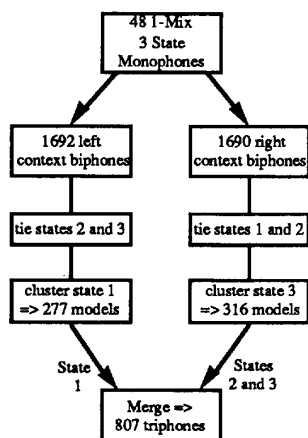 48 1-Mix
3 State
Monophones
1692 left
context biphones
1690 right
context biphones
tie states 2 and 3
tie states 1 and 2
cluster state 1
=> 277 models
cluster state 3
=> 316 models
State
1
States
2 and 3
Merge =>
807 triphones